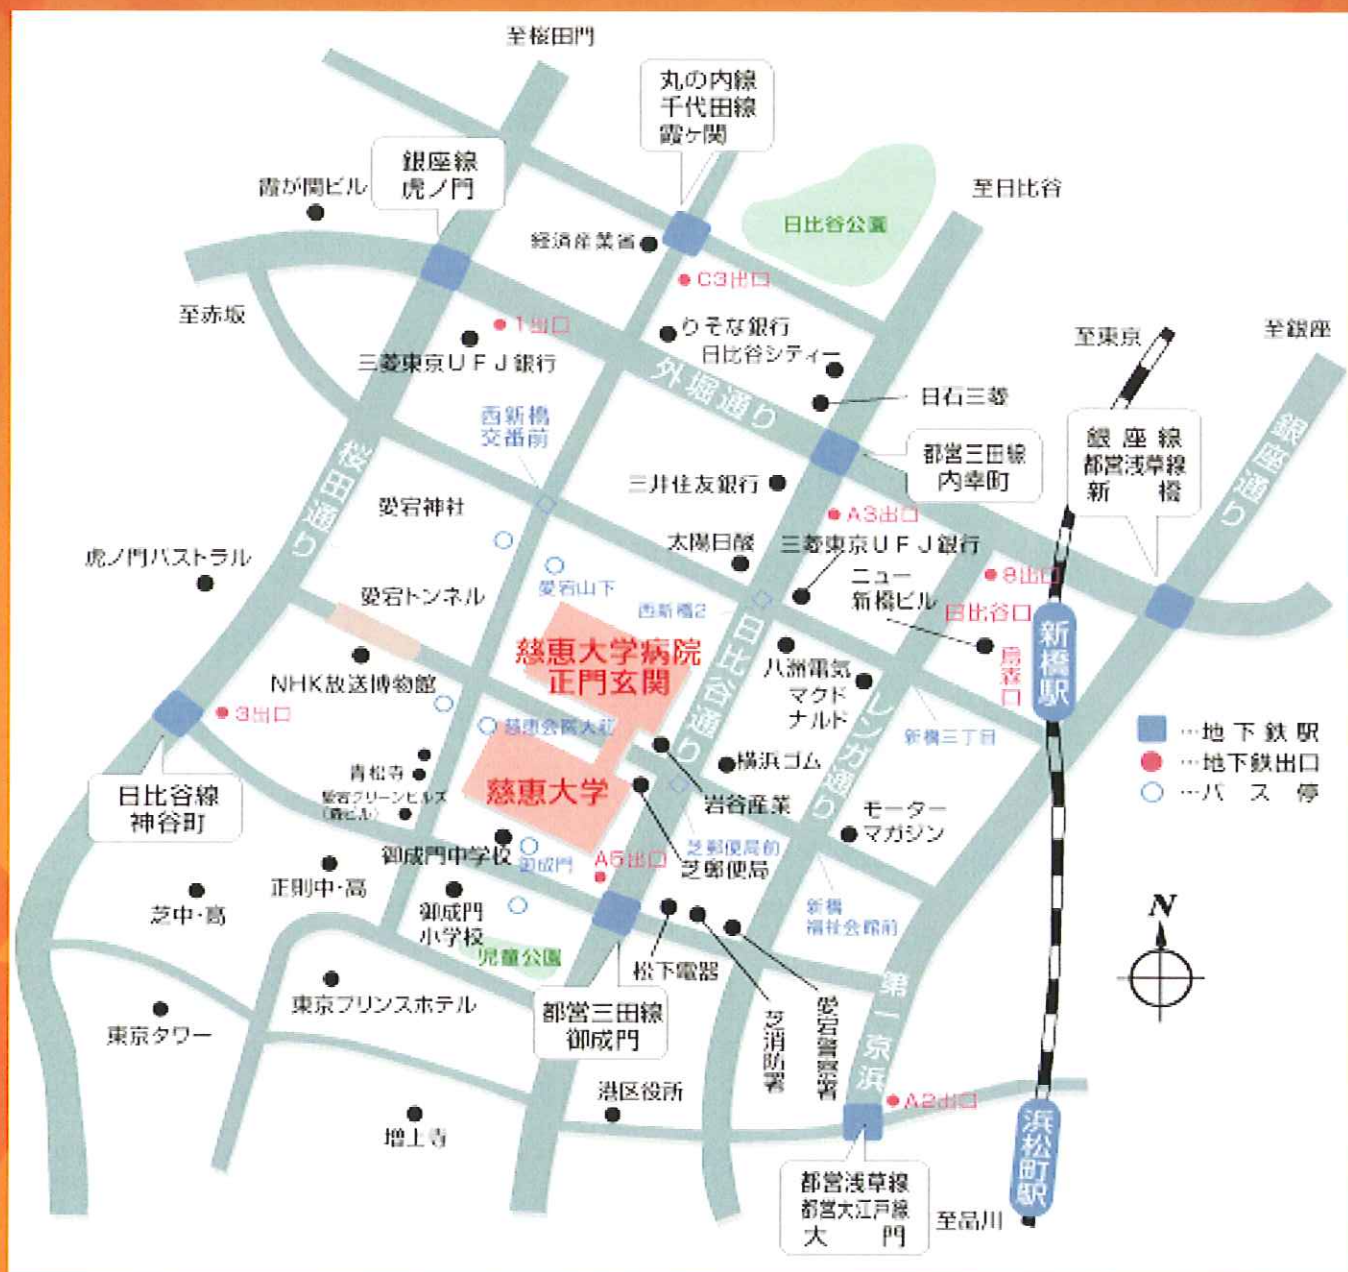 至桜田門
丸の内線
千代田線
霞ヶ関
銀座線
虎ノ門
霞が関ビル
至日比谷
日比谷公園
経済産業省
C3出口
至赤坂
1出口
りそな銀行
日比谷シティー
三菱東京UFJ銀行
至東京
至銀座
外堀通り
日石三菱
西新橋
交番前
銀座線
都営浅草線
新橋
銀座通り
都営三田線
内幸町
桜田通り
三井住友銀行
愛宕神社
A3出口
太陽日酸
三菱東京UFJ銀行
虎ノ門パストラル
愛宕山下
ニュー
新橋ビル
8出口
愛宕トンネル
西新橋2
日比谷口
慈恵大学病院
正門玄関
日比谷通り
新橋駅
烏森口
八洲電気
NHK放送博物館
マクド
ナルド
レンガ通り
3出口
慈恵会医大前
新橋三丁目
…地下鉄駅
横浜ゴム
…地下鉄出口
青松寺
慈恵大学
…バス停
愛宕グリーンヒルズ
(森ビル)
日比谷線
神谷町
岩谷産業
モーター
マガジン
芝郵便局前
御成門中学校
御成門
A5出口
芝郵便局
正則中・高
芝中・高
御成門
小学校
新橋
福祉会館前
N
児童公園
松下電器
第一京浜
東京プリンスホテル
東京タワー
都営三田線
御成門
芝消防署
愛宕警察署
港区役所
A2出口
増上寺
浜松町駅
都営浅草線
都営大江戸線
大門
至品川